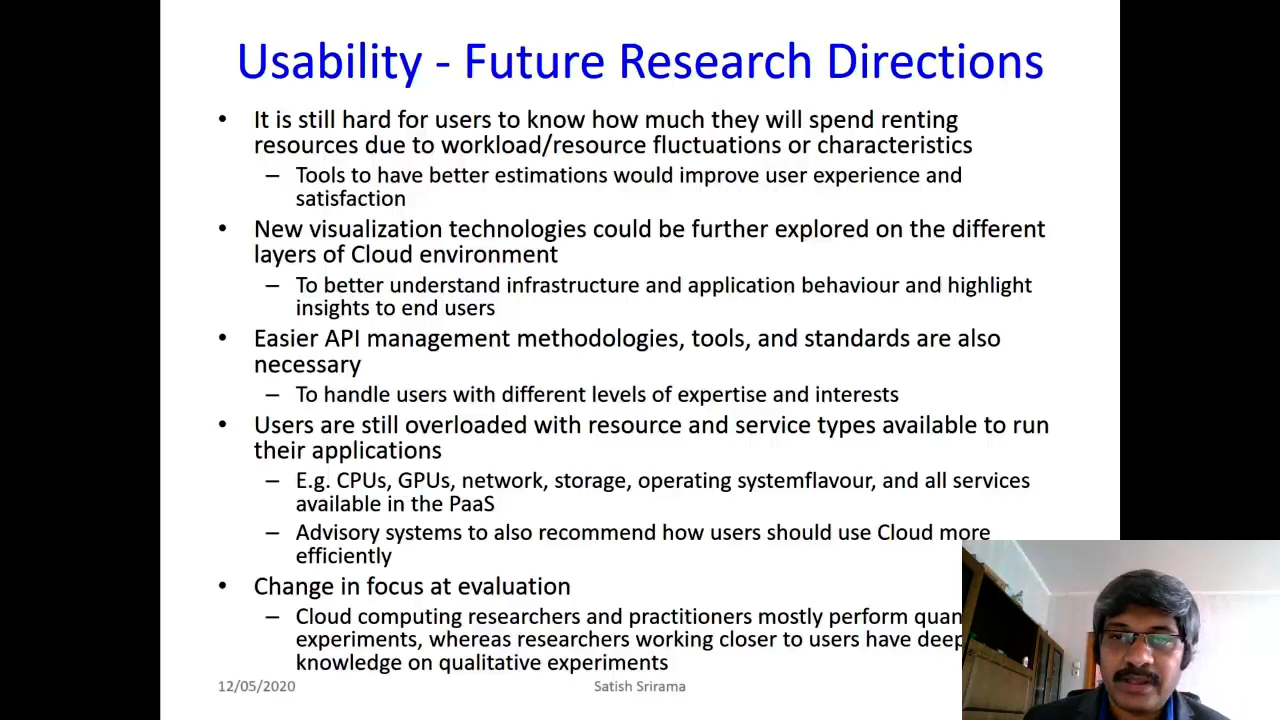 Usability - Future Research Directions
• It is still hard for users to know how much they will spend renting
resources due to workload/resource fluctuations or characteristics
– Tools to have better estimations would improve user experience and
satisfaction
• New visualization technologies could be further explored on the different
layers of Cloud environment
– To better understand infrastructure and application behaviour and highlight
insights to end users
• Easier API management methodologies, tools, and standards are also
necessary
– To handle users with different levels of expertise and interests
• Users are still overloaded with resource and service types available to run
their applications
– E.g. CPUs, GPUs, network, storage, operating systemflavour, and all services
available in the PaaS
– Advisory systems to also recommend how users should use Cloud more
efficiently
• Change in focus at evaluation
– Cloud computing researchers and practitioners mostly perform
experiments, whereas researchers working closer to users have deep
knowledge on qualitative experiments
12/05/2020
Satish Srirama